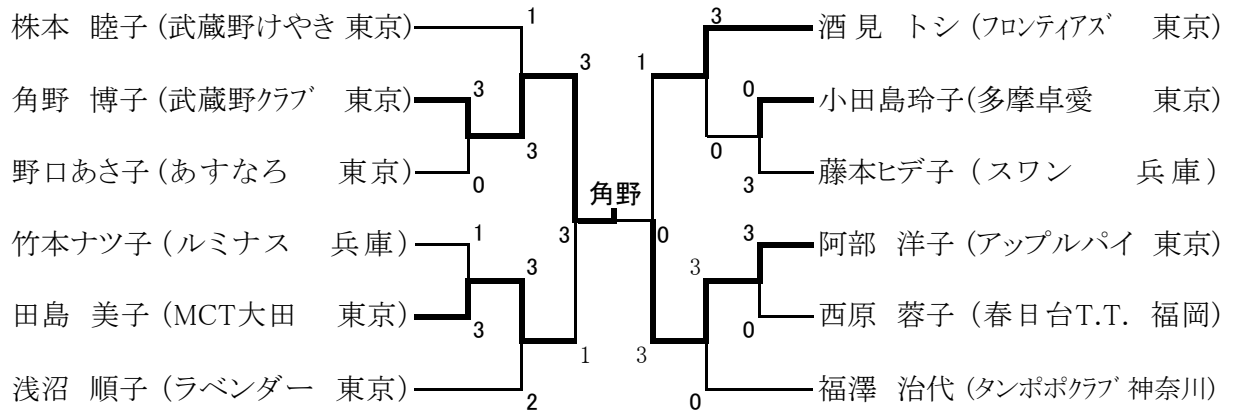 株本 睦子 (武蔵野けやき 東京) 1 3 酒見 トシ (フロンティアズ 東京)
3 1
角野 博子 (武蔵野クラブ 東京) 3 0 小田島玲子 (多摩卓愛 東京)
3 0
野口あさ子 (あすなろ 東京) 0 3 藤本ヒデ子 (スワン 兵庫)
角野
竹本ナツ子 (ルミナス 兵庫) 1 3 0 3 阿部 洋子 (アップルパイ 東京)
3 3
田島 美子 (MCT大田 東京) 3 0 西原 蓉子 (春日台T.T. 福岡)
1 3
浅沼 順子 (ラベンダー 東京) 2 0 福澤 治代 (タンポポクラブ 神奈川)